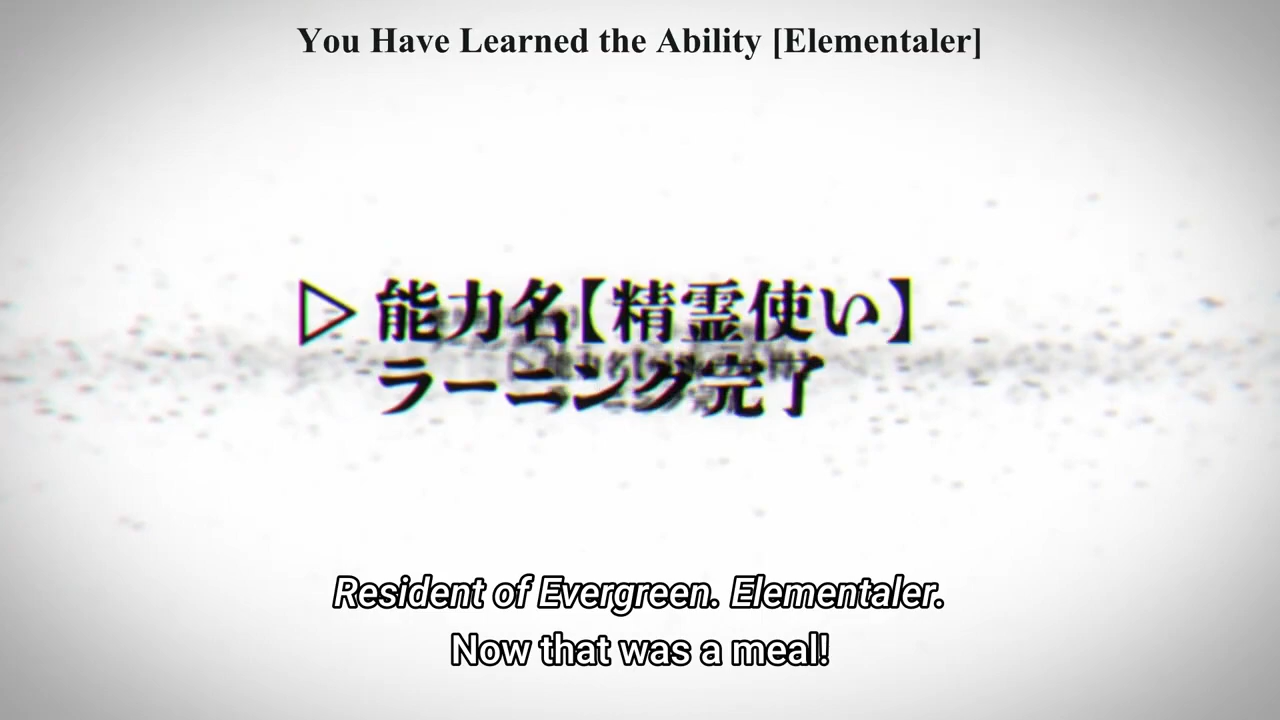 You Have Learned the Ability [Elementaler]
▷ 能力名【精霊使い】
ラーニング完了
Resident of Evergreen. Elementaler.
Now that was a meal!